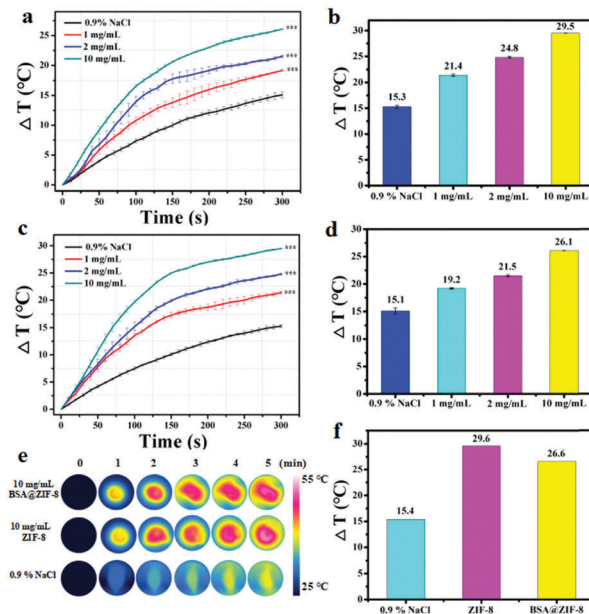 a
0.9% NaCl
1 mg/mL
2 mg/mL
10 mg/mL
***
***
***
25
20
15
10
5
0
Δ T (°C)
0 50 100 150 200 250 300
Time (s)
b
30
25
20
15
10
5
0
Δ T (°C)
15.3
21.4
24.8
29.5
0.9 % NaCl 1 mg/mL 2 mg/mL 10 mg/mL
c
0.9% NaCl
1 mg/mL
2 mg/mL
10 mg/mL
***
***
***
30
25
20
15
10
5
0
Δ T (°C)
0 50 100 150 200 250 300
Time (s)
d
30
25
20
15
10
5
0
Δ T (°C)
15.1
19.2
21.5
26.1
0.9% NaCl 1 mg/mL 2 mg/mL 10 mg/mL
e
0 1 2 3 4 5 (min)
10 mg/mL
BSA@ZIF-8
10 mg/mL
ZIF-8
0.9 % NaCl
55 °C
25 °C
f
30
25
20
15
10
5
0
Δ T (°C)
15.4
29.6
26.6
0.9 % NaCl ZIF-8 BSA@ZIF-8